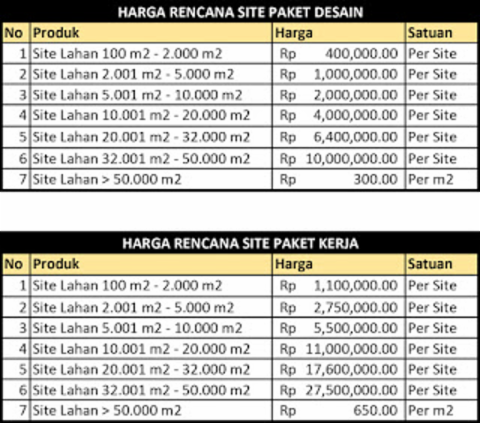 HARGA RENCANA SITE PAKET DESAIN
No Produk Harga Satuan
1 Site Lahan 100 m2 - 2.000 m2 Rp 400,000.00 Per Site
2 Site Lahan 2.001 m2 - 5.000 m2 Rp 1,000,000.00 Per Site
3 Site Lahan 5.001 m2 - 10.000 m2 Rp 2,000,000.00 Per Site
4 Site Lahan 10.001 m2 - 20.000 m2 Rp 4,000,000.00 Per Site
5 Site Lahan 20.001 m2 - 32.000 m2 Rp 6,400,000.00 Per Site
6 Site Lahan 32.001 m2 - 50.000 m2 Rp 10,000,000.00 Per Site
7 Site Lahan > 50.000 m2 Rp 300.00 Per m2
HARGA RENCANA SITE PAKET KERJA
No Produk Harga Satuan
1 Site Lahan 100 m2 - 2.000 m2 Rp 1,100,000.00 Per Site
2 Site Lahan 2.001 m2 - 5.000 m2 Rp 2,750,000.00 Per Site
3 Site Lahan 5.001 m2 - 10.000 m2 Rp 5,500,000.00 Per Site
4 Site Lahan 10.001 m2 - 20.000 m2 Rp 11,000,000.00 Per Site
5 Site Lahan 20.001 m2 - 32.000 m2 Rp 17,600,000.00 Per Site
6 Site Lahan 32.001 m2 - 50.000 m2 Rp 27,500,000.00 Per Site
7 Site Lahan > 50.000 m2 Rp 650.00 Per m2